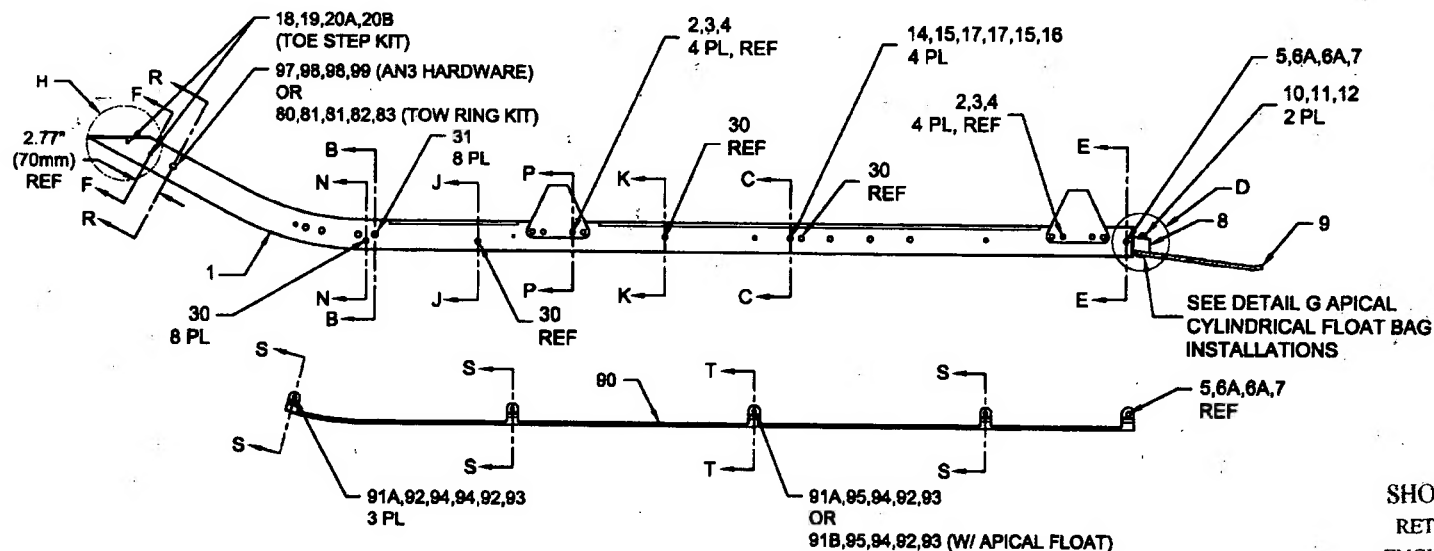 18,19,20A,20B
(TOE STEP KIT)
2,3,4
4 PL, REF
14,15,17,17,15,16
4 PL
5,6A,6A,7
10,11,12
2 PL
H
R
F
97,98,98,99 (AN3 HARDWARE)
OR
80,81,81,82,83 (TOW RING KIT)
2.77"
(70mm)
REF
F
R
31
8 PL
B
N
J
P
K
30
REF
C
30
REF
2,3,4
4 PL, REF
E
D
8
9
1
30
8 PL
N
B
J
30
REF
P
K
C
E
SEE DETAIL G APICAL
CYLINDRICAL FLOAT BAG
INSTALLATIONS
S
S
T
S
90
5,6A,6A,7
REF
S
S
T
S
91A,92,94,94,92,93
3 PL
91A,95,94,92,93
OR
91B,95,94,92,93 (W/ APICAL FLOAT)
SHO
RET